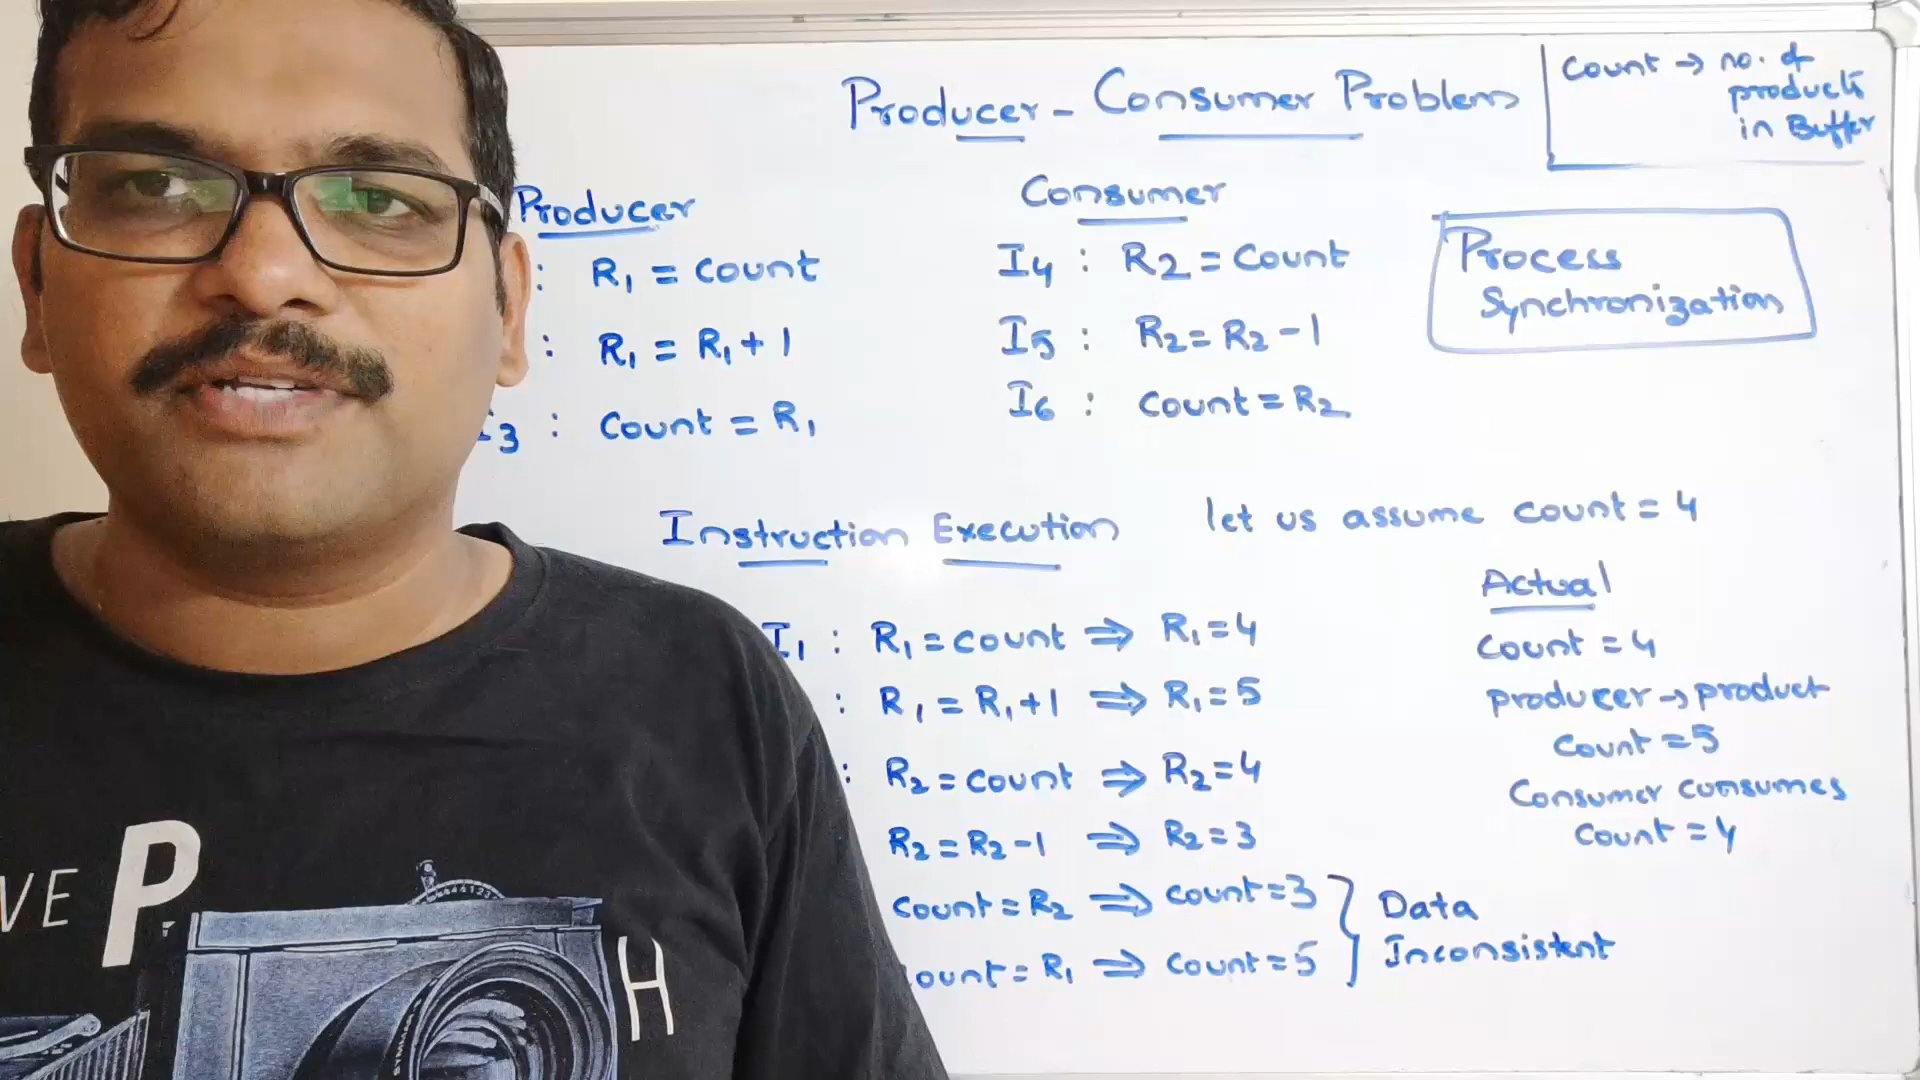 Producer - Consumer Problem
Count → no. of
products
in Buffer
Producer
: R₁ = count
: R₁ = R₁ + 1
I₃ : Count = R₁
Consumer
I₄ : R₂ = Count
I₅ : R₂ = R₂ - 1
I₆ : Count = R₂
Process
Synchronization
Instruction Execution
let us assume count = 4
I₁ : R₁ = count ⇒ R₁ = 4
: R₁ = R₁ + 1 ⇒ R₁ = 5
: R₂ = count ⇒ R₂ = 4
R₂ = R₂ - 1 ⇒ R₂ = 3
count = R₂ ⇒ count = 3
ount = R₁ ⇒ count = 5
} Data
Inconsistent
Actual
Count = 4
producer → product
Count = 5
Consumer consumes
Count = 4
VE P
H